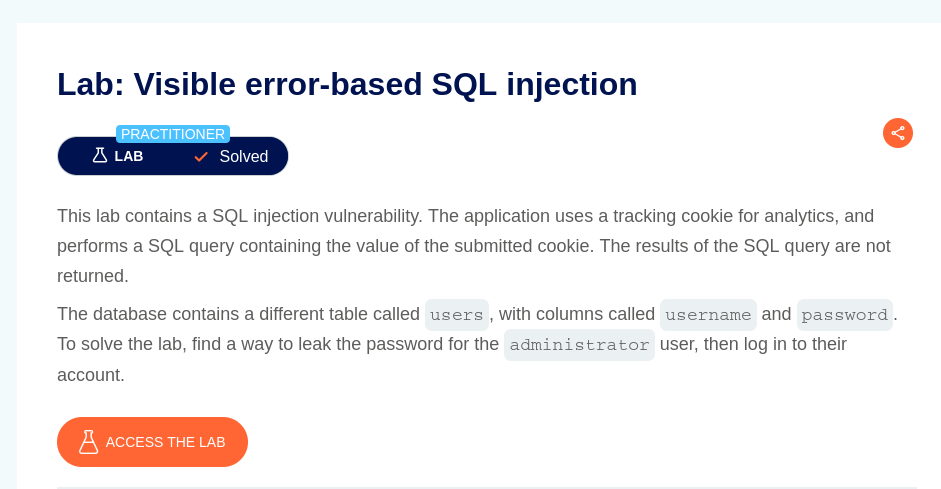 Lab: Visible error-based SQL injection
PRACTITIONER
LAB Solved
This lab contains a SQL injection vulnerability. The application uses a tracking cookie for analytics, and
performs a SQL query containing the value of the submitted cookie. The results of the SQL query are not
returned.
The database contains a different table called users, with columns called username and password.
To solve the lab, find a way to leak the password for the administrator user, then log in to their
account.
ACCESS THE LAB